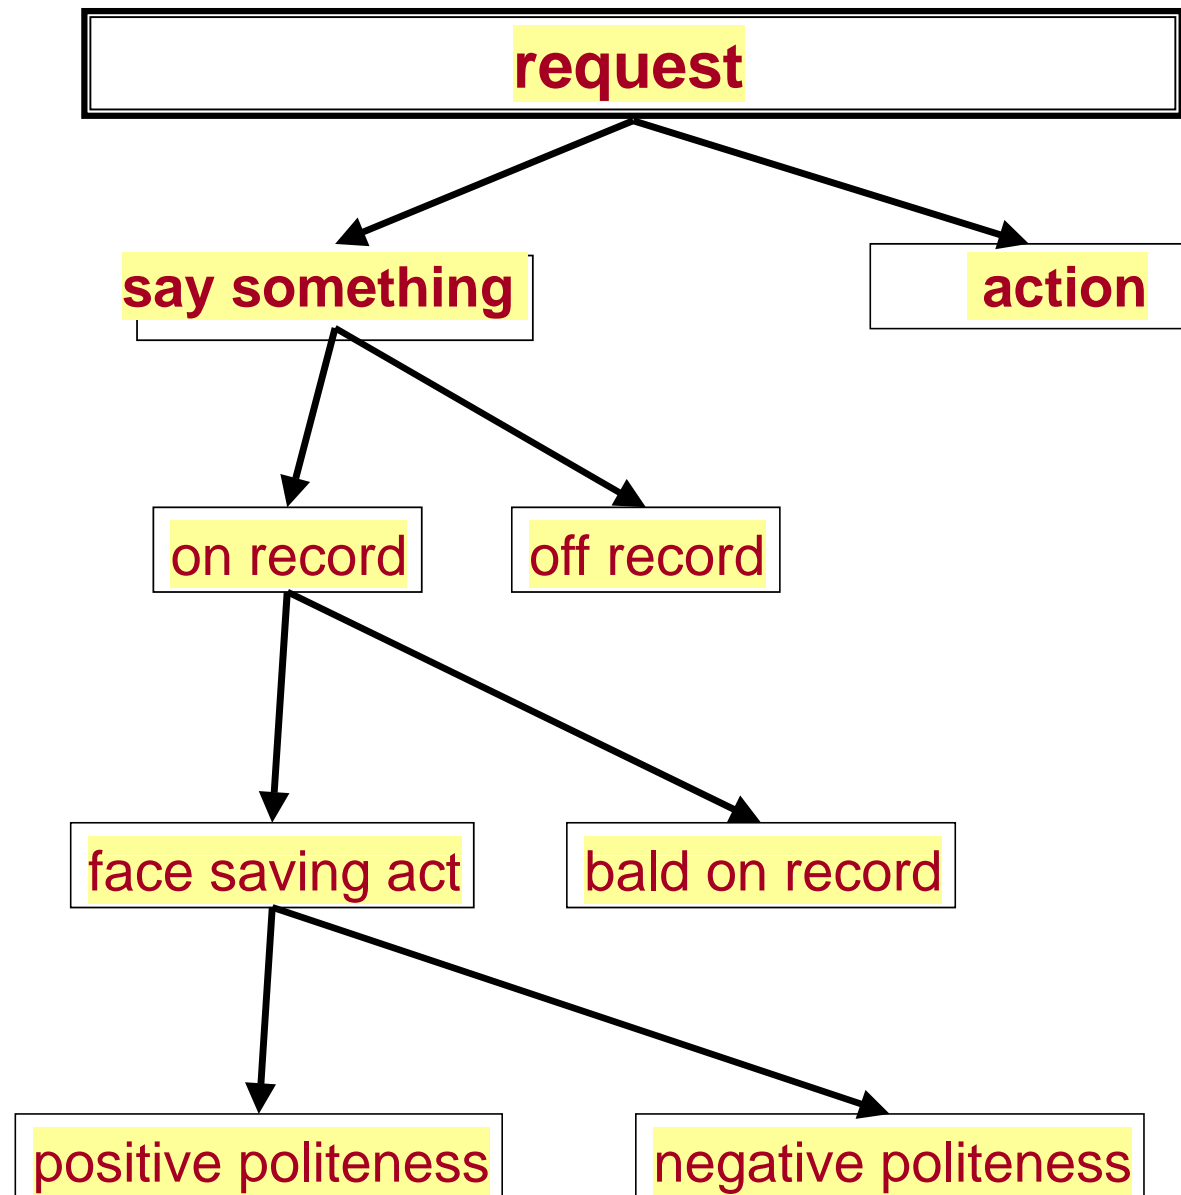 request
say something
action
on record
off record
face saving act
bald on record
positive politeness
negative politeness